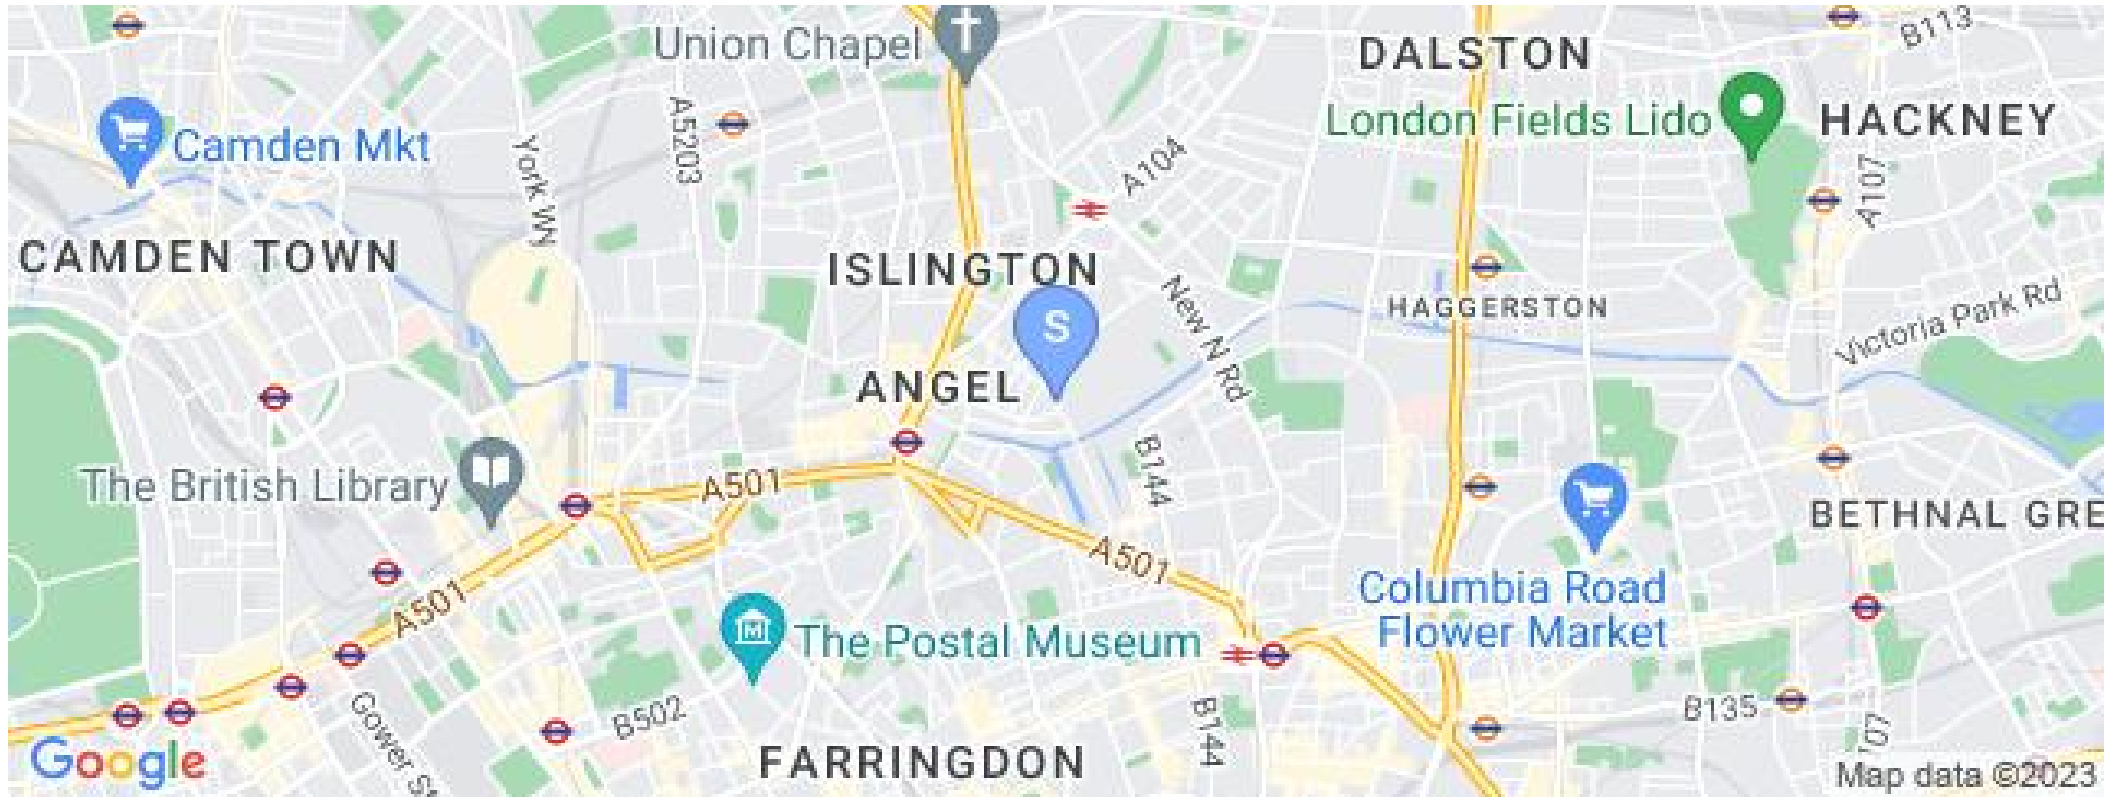 Union Chapel
DALSTON
B113
A5203
London Fields Lido
HACKNEY
Camden Mkt
York Wy
A104
A107
CAMDEN TOWN
ISLINGTON
New N Rd
HAGGERSTON
Victoria Park Rd
S
ANGEL
The British Library
A501
B144
BETHNAL GRE
A501
A501
Columbia Road
Flower Market
M
The Postal Museum
Gower St
B502
B144
B135
07
Google
FARRINGDON
Map data ©2023